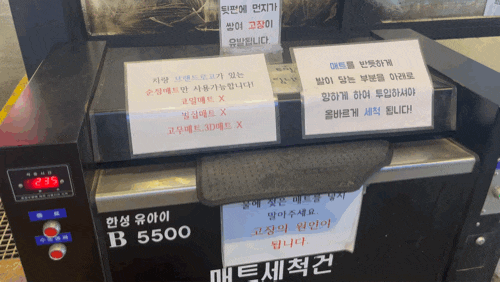 뒷판에 먼지가
쌓여 고장이
유발됩니다
차량 브랜드로고가 있는
순정매트만 사용가능합니다!
코일매트 X
벌집매트 X
고무매트,3D매트 X
매트를 반듯하게
발이 닿는 부분을 아래로
향하게 하여 투입하셔야
올바르게 세척 됩니다!
235
종료
한성 유아이
B 5500
물에 젖은 매트를 넣지
말아주세요
고장의 원인이
됩니다.
매트세척건